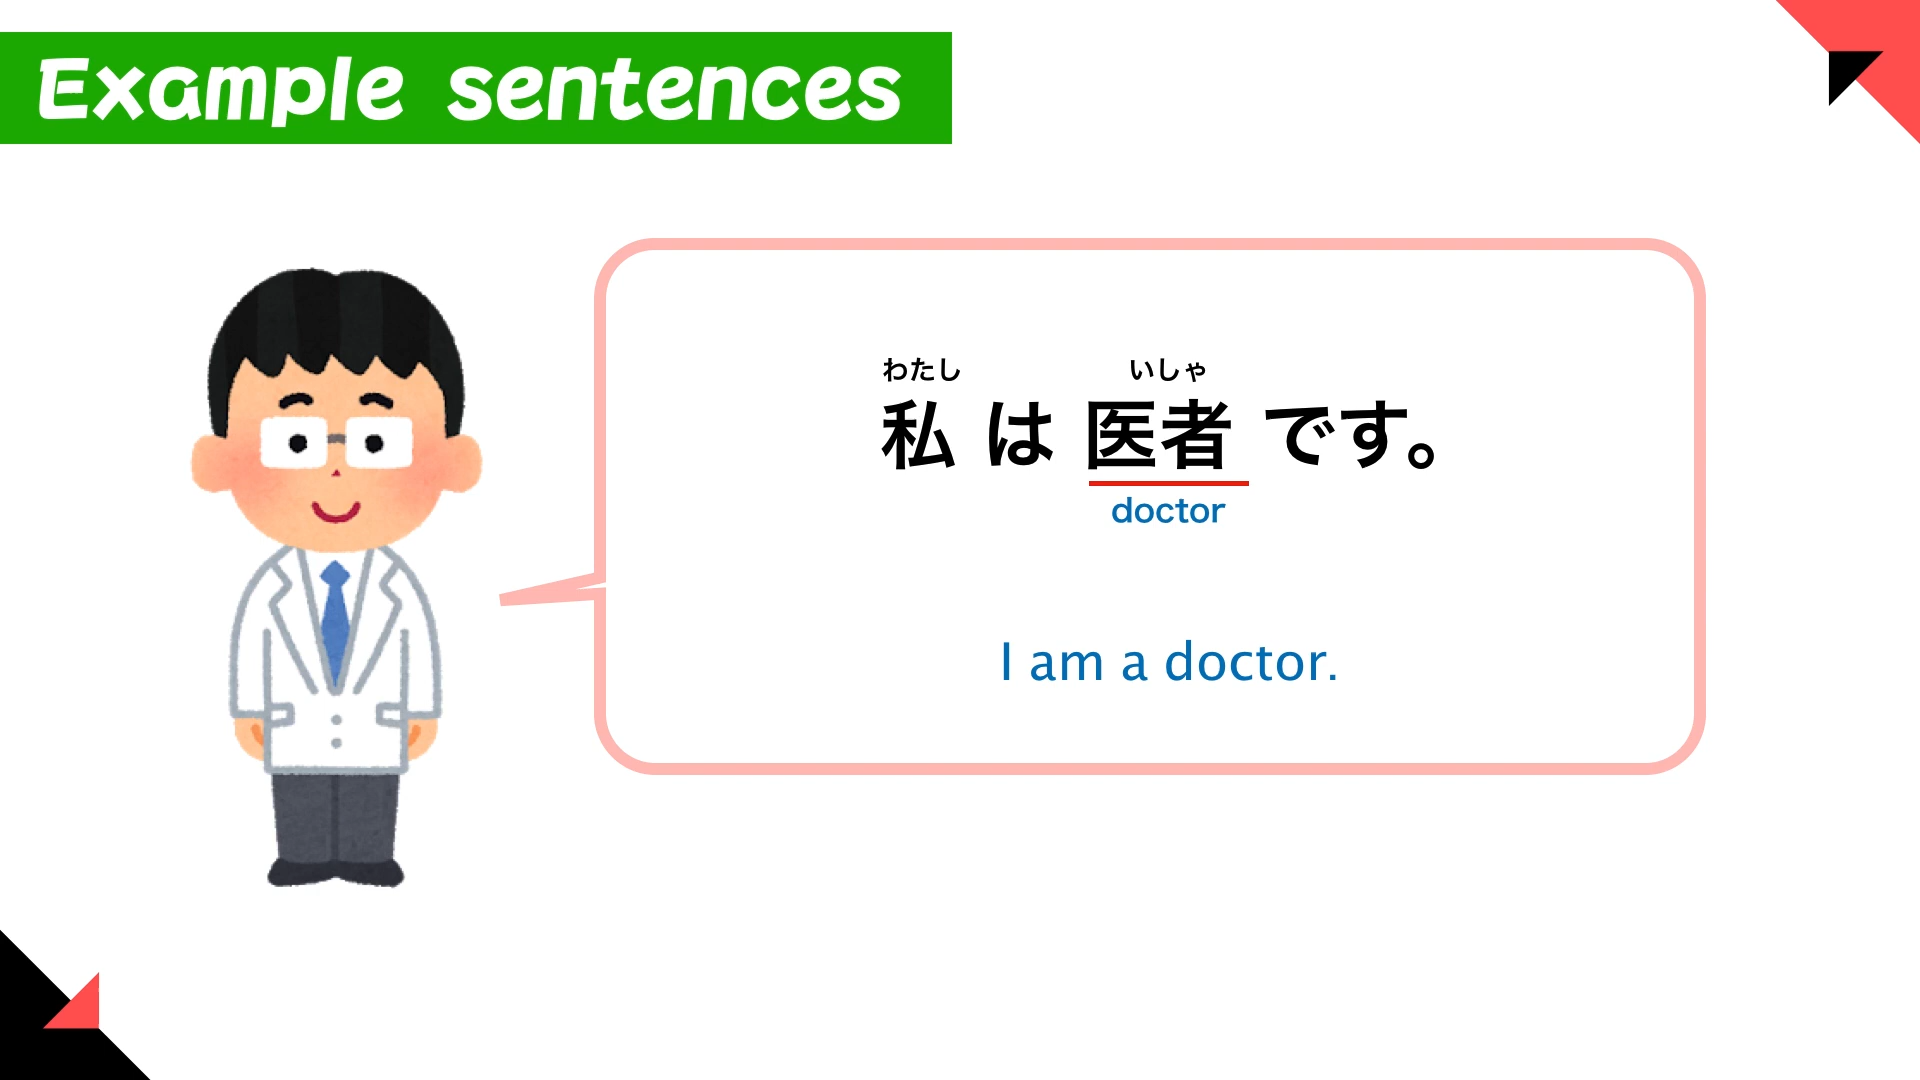 Example sentences
わたし いしゃ
私 は 医者 です。
doctor
I am a doctor.